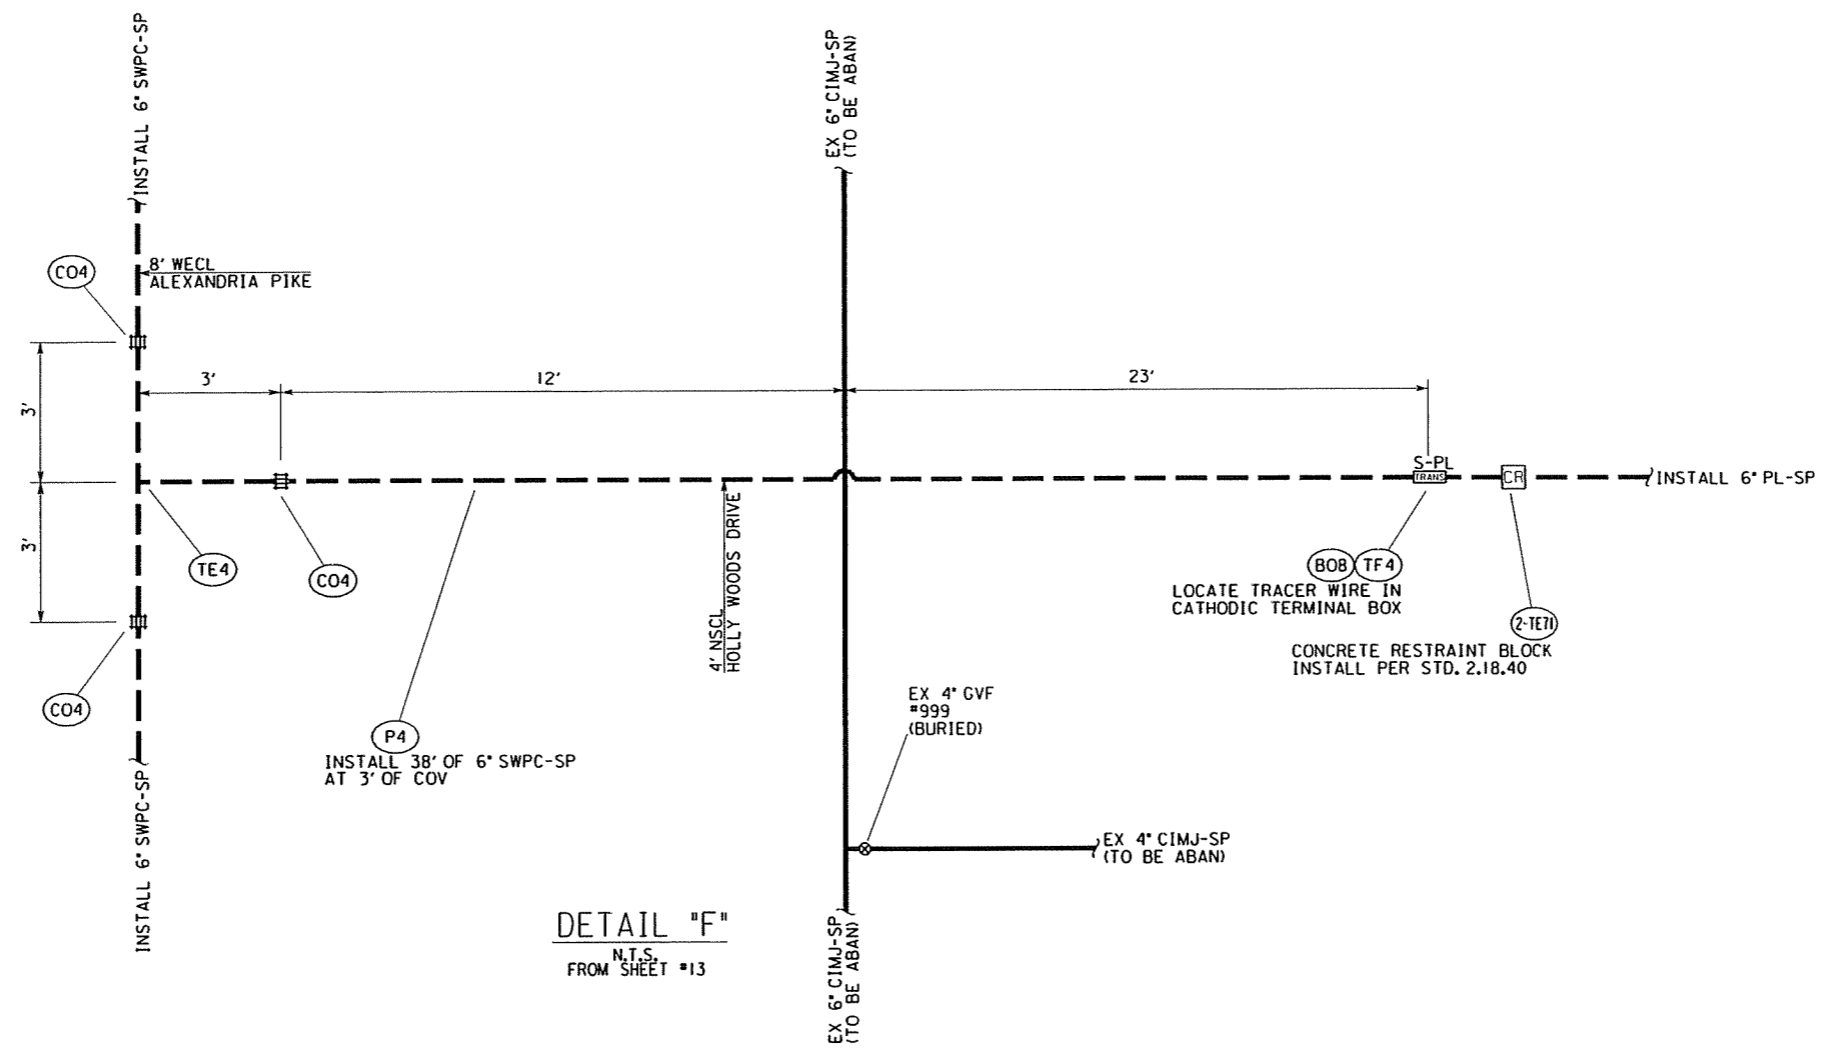 INSTALL 6" SWPC-SP
EX 6" CIMJ-SP
(TO BE ABAN)
CO4
8' WECL
ALEXANDRIA PIKE
3'
3'
12'
23'
3'
TE4
CO4
CO4
P4
INSTALL 38' OF 6" SWPC-SP
AT 3' OF COV
4' NSCL
HOLLY WOODS DRIVE
S-PL
TRANS
CR
INSTALL 6" PL-SP
BO8
TF4
LOCATE TRACER WIRE IN
CATHODIC TERMINAL BOX
2-TE71
CONCRETE RESTRAINT BLOCK
INSTALL PER STD. 2.18.40
EX 4" GVF
#999
(BURIED)
EX 4" CIMJ-SP
(TO BE ABAN)
INSTALL 6" SWPC-SP
EX 6" CIMJ-SP
(TO BE ABAN)
DETAIL "F"
N.T.S.
FROM SHEET #13